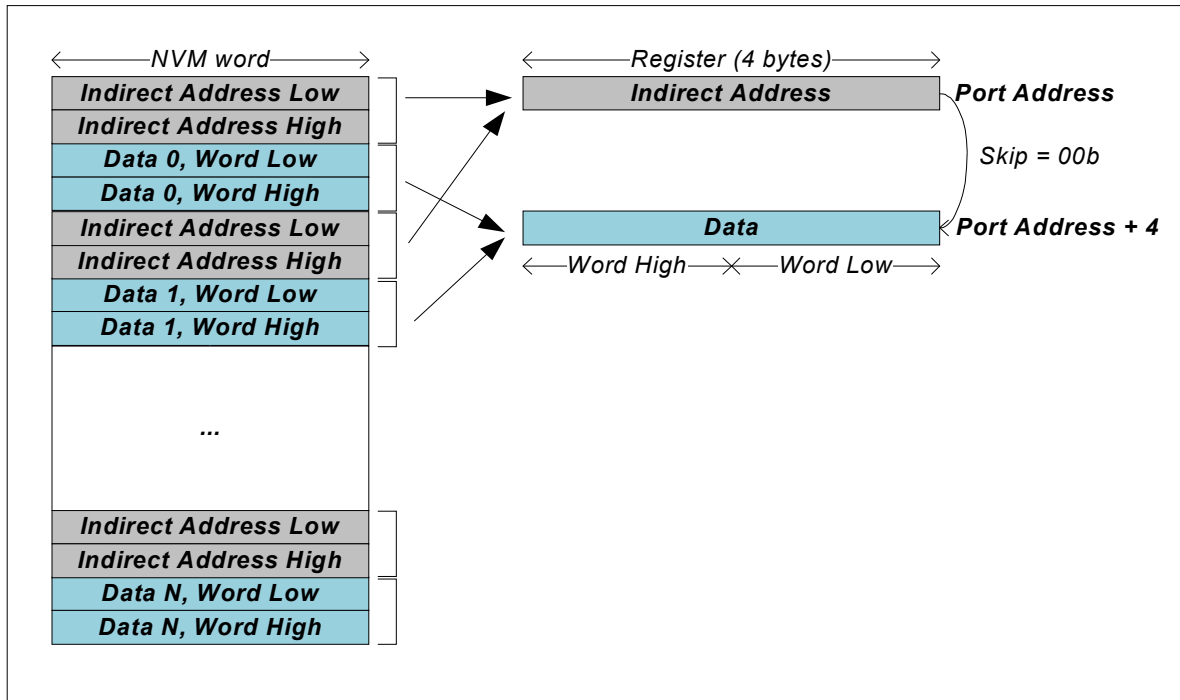 NVM word
Indirect Address Low
Indirect Address High
Data 0, Word Low
Data 0, Word High
Indirect Address Low
Indirect Address High
Data 1, Word Low
Data 1, Word High
...
Indirect Address Low
Indirect Address High
Data N, Word Low
Data N, Word High
Register (4 bytes)
Indirect Address
Port Address
Skip = 00b
Data
Port Address + 4
Word High
Word Low